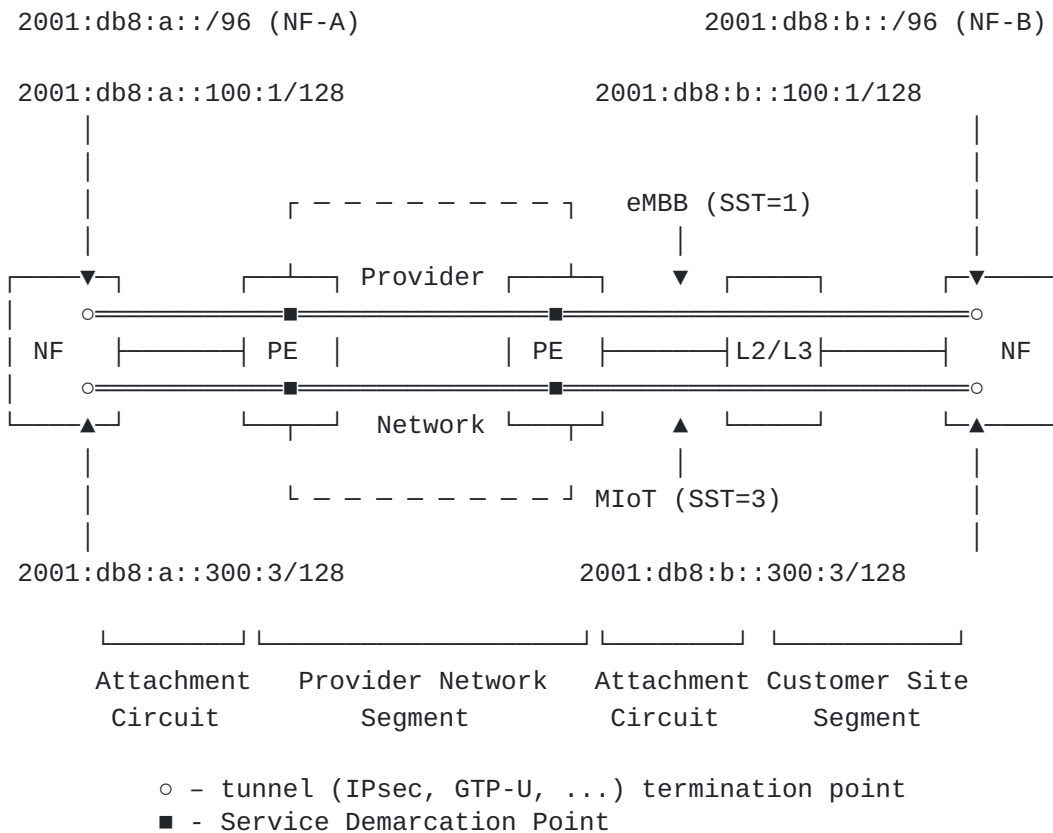 2001:db8:a::/96 (NF-A) 2001:db8:b::/96 (NF-B)
2001:db8:a::100:1/128 2001:db8:b::100:1/128
eMBB (SST=1)
Provider
NF PE PE L2/L3 NF
Network
MIoT (SST=3)
2001:db8:a::300:3/128 2001:db8:b::300:3/128
Attachment Provider Network Attachment Customer Site
Circuit Segment Circuit Segment
○ – tunnel (IPsec, GTP-U, ...) termination point
■ - Service Demarcation Point